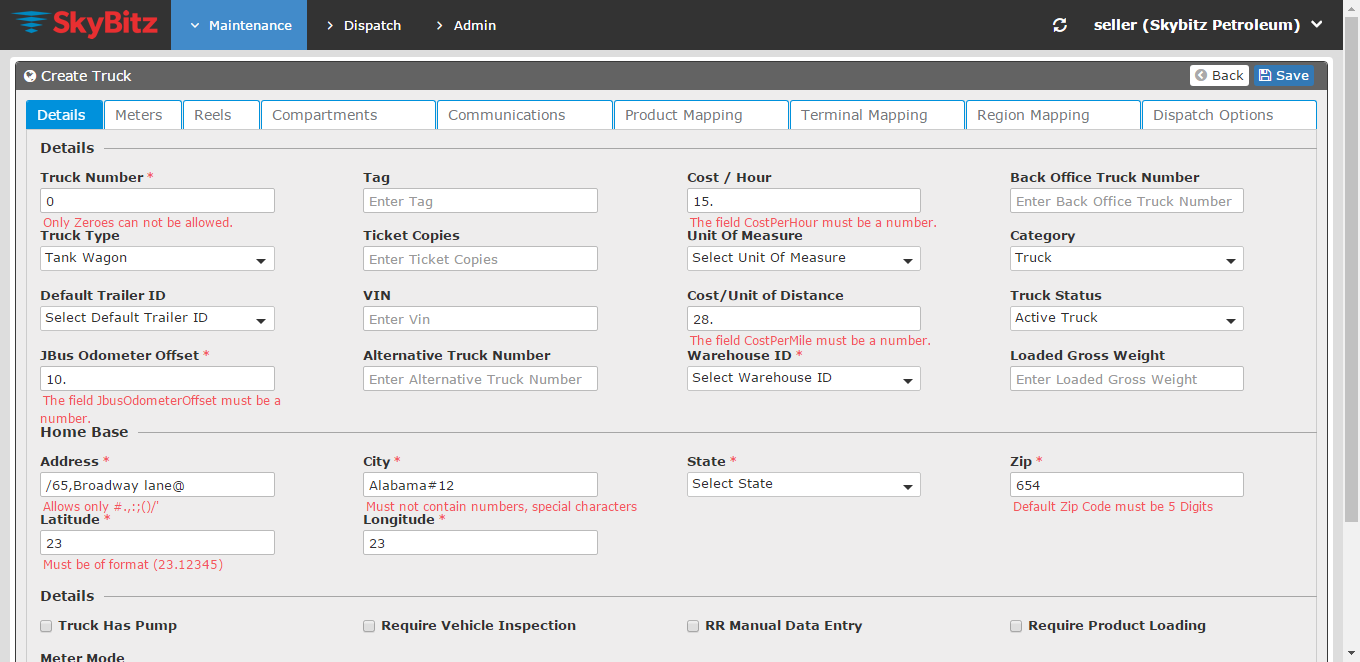 SkyBitz
Maintenance
Dispatch
Admin
seller (Skybitz Petroleum)
Create Truck
Back
Save
Details
Meters
Reels
Compartments
Communications
Product Mapping
Terminal Mapping
Region Mapping
Dispatch Options
Details
Truck Number *
Tag
Cost / Hour
Back Office Truck Number
0
Enter Tag
15.
Enter Back Office Truck Number
Only Zeroes can not be allowed.
The field CostPerHour must be a number.
Truck Type
Ticket Copies
Unit Of Measure
Category
Tank Wagon
Enter Ticket Copies
Select Unit Of Measure
Truck
Default Trailer ID
VIN
Cost/Unit of Distance
Truck Status
Select Default Trailer ID
Enter Vin
28.
Active Truck
The field CostPerMile must be a number.
JBus Odometer Offset *
Alternative Truck Number
Warehouse ID *
Loaded Gross Weight
10.
Enter Alternative Truck Number
Select Warehouse ID
Enter Loaded Gross Weight
The field JbusOdometerOffset must be a
number.
Home Base
Address *
City *
State *
Zip *
/65,Broadway lane@
Alabama#12
Select State
654
Allows only #.,:;()/'
Must not contain numbers, special characters
Default Zip Code must be 5 Digits
Latitude *
Longitude *
23
23
Must be of format (23.12345)
Details
Truck Has Pump
Require Vehicle Inspection
RR Manual Data Entry
Require Product Loading
Meter Mode